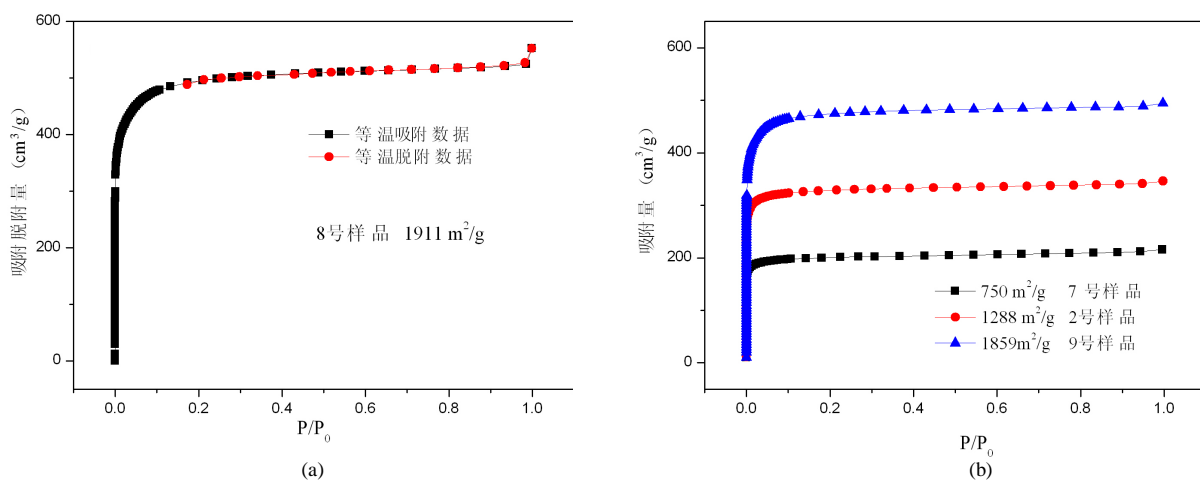 600
400
200
0
吸附脱附量（cm³/g）
等温吸附数据
等温脱附数据
8号样品 1911 m²/g
0.0 0.2 0.4 0.6 0.8 1.0
P/P₀
(a)
600
400
300
200
0
吸附量（cm³/g）
750 m²/g 7 号样品
1288 m²/g 2号样品
1859m²/g 9号样品
0.0 0.2 0.4 0.6 0.8 1.0
P/P₀
(b)